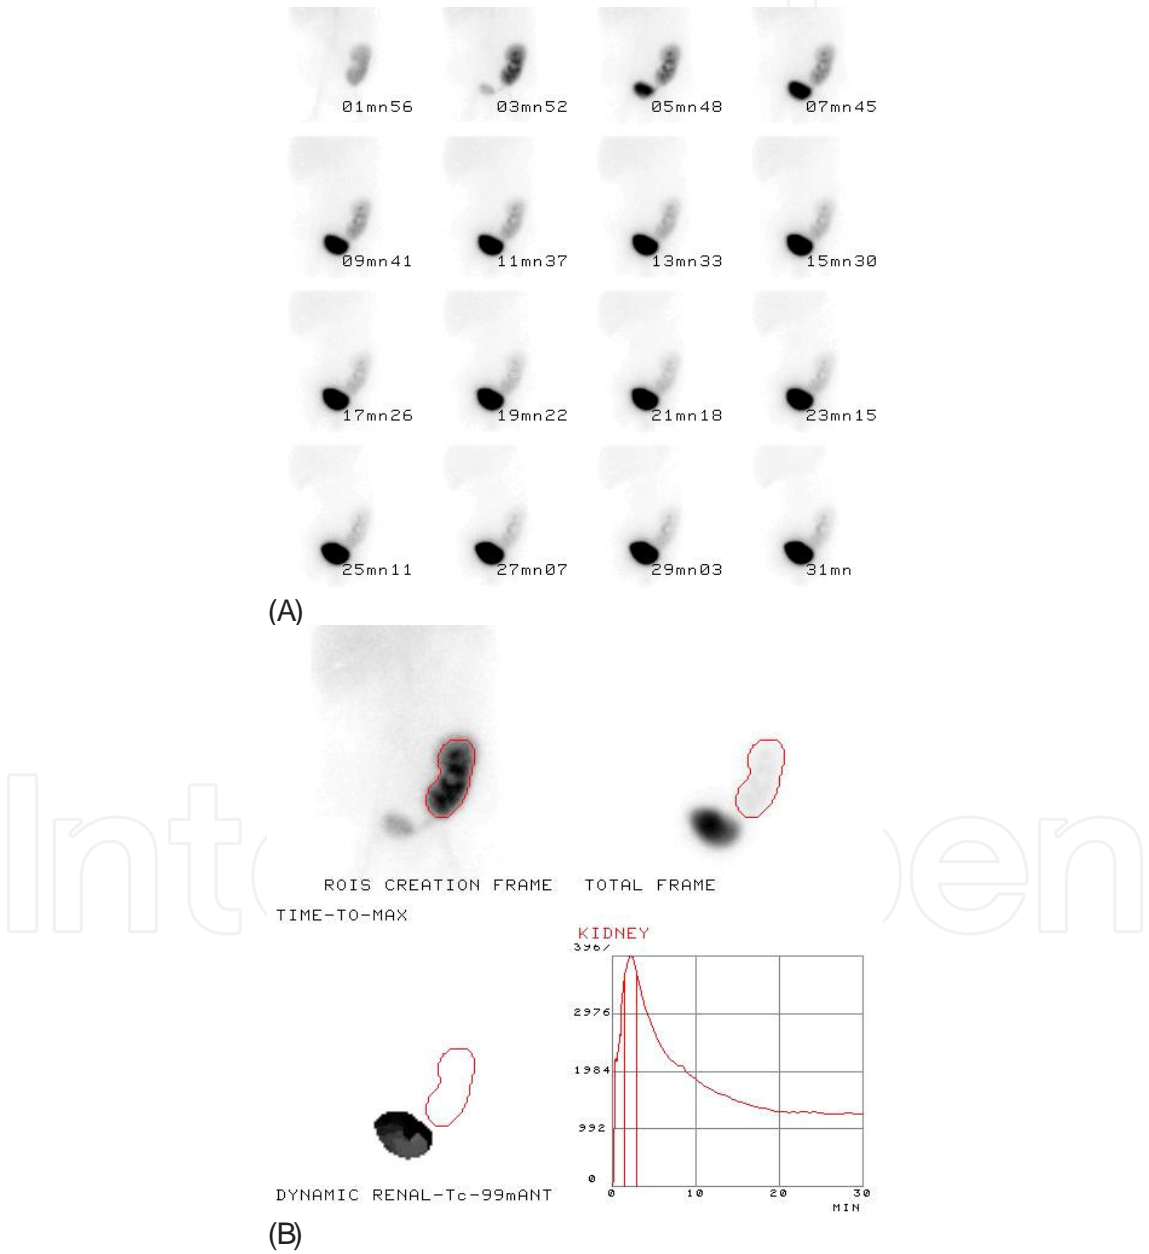 01mn56 03mn52 05mn48 07mn45
09mn41 11mn37 13mn33 15mn30
17mn26 19mn22 21mn18 23mn15
25mn11 27mn07 29mn03 31mn
(A)
ROIS CREATION FRAME TOTAL FRAME
TIME-TO-MAX
KIDNEY
3967
2976
1984
992
0
0 10 20 30
MIN
DYNAMIC RENAL-Tc-99mANT
(B)